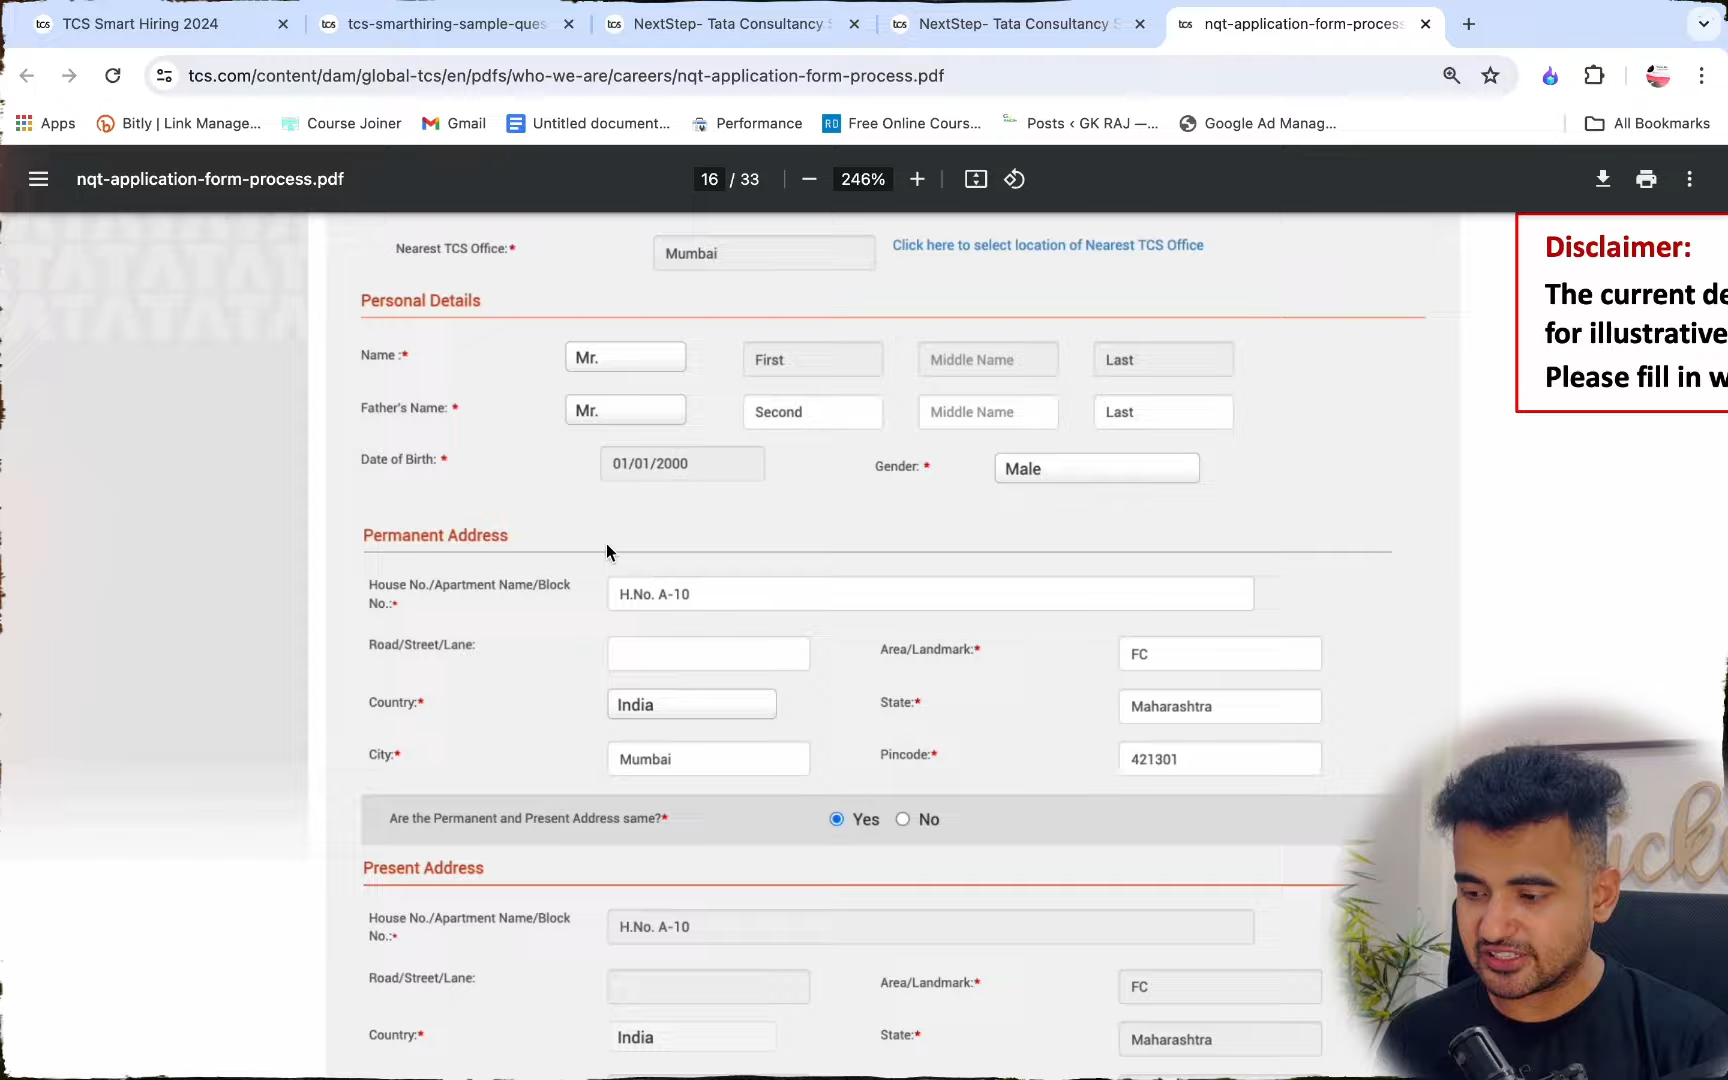 tcs TCS Smart Hiring 2024
tcs tcs-smarthiring-sample-ques
tcs NextStep- Tata Consultancy S
tcs NextStep- Tata Consultancy S
tcs nqt-application-form-process
tcs.com/content/dam/global-tcs/en/pdfs/who-we-are/careers/nqt-application-form-process.pdf
Apps Bitly | Link Manage... Course Joiner Gmail Untitled document... Performance RD Free Online Cours... Posts ‹ GK RAJ —... Google Ad Manag... All Bookmarks
nqt-application-form-process.pdf 16 / 33 246%
Nearest TCS Office:* Mumbai Click here to select location of Nearest TCS Office
Personal Details
Name :* Mr. First Middle Name Last
Father's Name: * Mr. Second Middle Name Last
Date of Birth: * 01/01/2000 Gender: * Male
Permanent Address
House No./Apartment Name/Block
No.:* H.No. A-10
Road/Street/Lane: Area/Landmark:* FC
Country:* India State:* Maharashtra
City:* Mumbai Pincode:* 421301
Are the Permanent and Present Address same?* Yes No
Present Address
House No./Apartment Name/Block
No.:* H.No. A-10
Road/Street/Lane: Area/Landmark:* FC
Country:* India State:* Maharashtra
Disclaimer:
The current de
for illustrative
Please fill in w